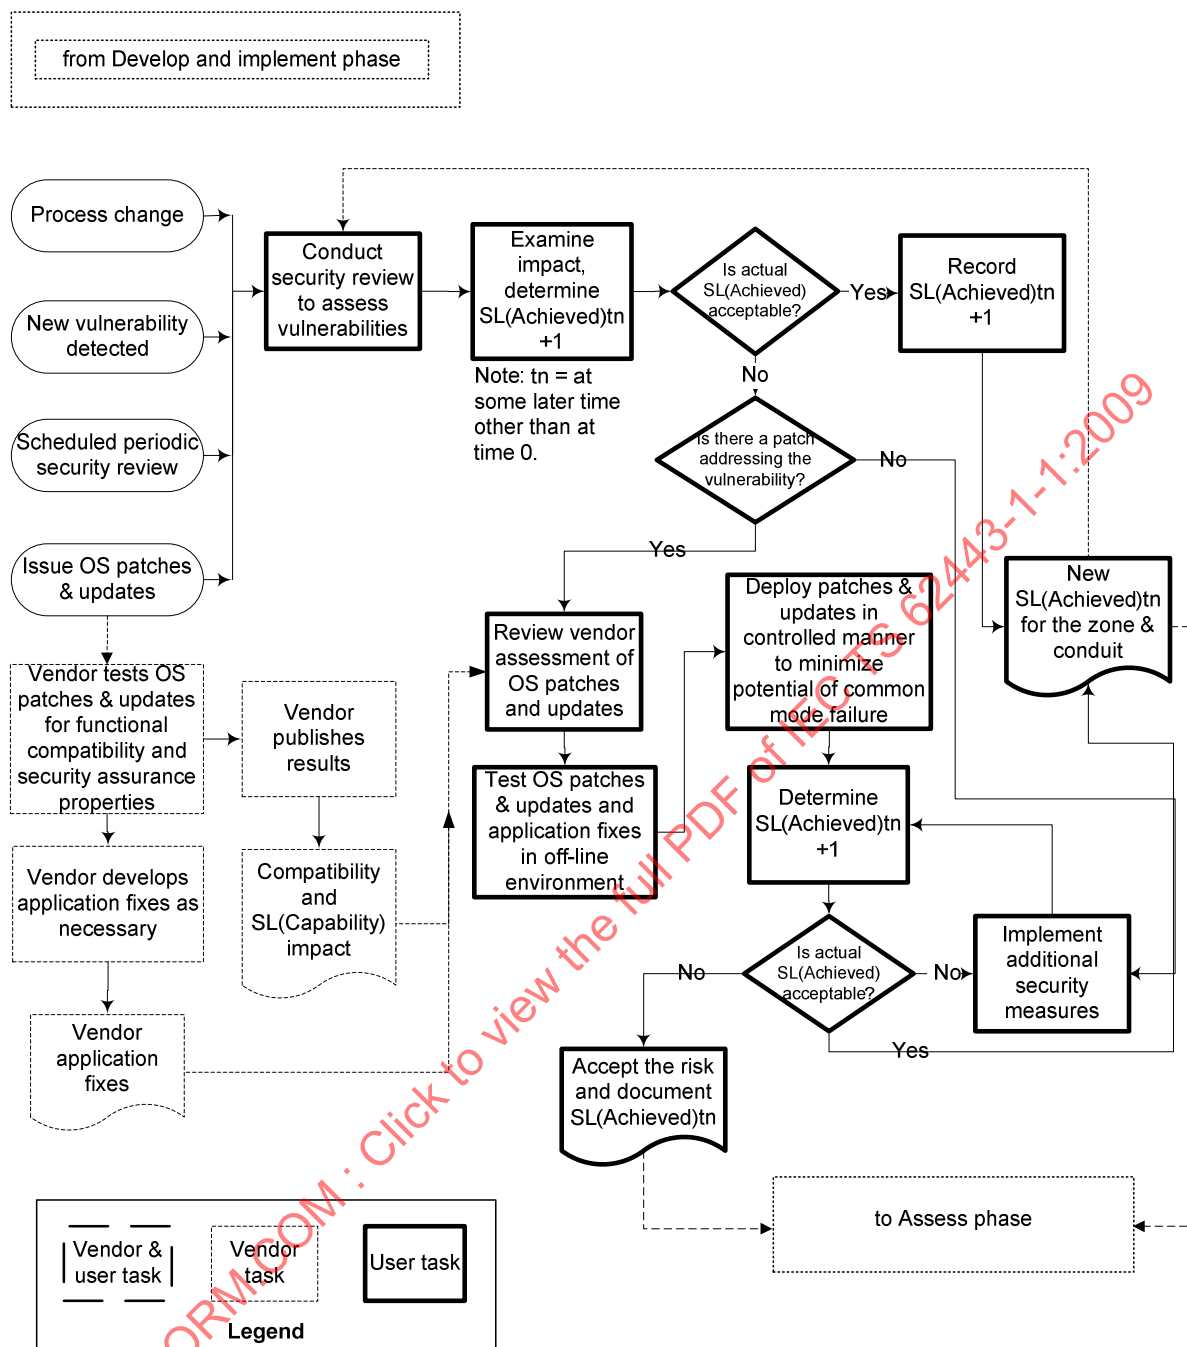 from Develop and implement phase
Process change
New vulnerability
detected
Scheduled periodic
security review
Issue OS patches
& updates
Conduct
security review
to assess
vulnerabilities
Examine
impact,
determine
SL(Achieved)tn
+1
Note: tn = at
some later time
other than at
time 0.
Is actual
SL(Achieved)
acceptable?
Yes
Record
SL(Achieved)tn
+1
No
Is there a patch
addressing the
vulnerability?
No
Yes
New
SL(Achieved)tn
for the zone &
conduit
Review vendor
assessment of
OS patches
and updates
Deploy patches &
updates in
controlled manner
to minimize
potential of common
mode failure
Vendor tests OS
patches & updates
for functional
compatibility and
security assurance
properties
Vendor
publishes
results
Test OS patches
& updates and
application fixes
in off-line
environment
Determine
SL(Achieved)tn
+1
Vendor develops
application fixes as
necessary
Compatibility
and
SL(Capability)
impact
Is actual
SL(Achieved)
acceptable?
No
No
Yes
Implement
additional
security
measures
Vendor
application
fixes
Accept the risk
and document
SL(Achieved)tn
to Assess phase
Vendor &
user task
Vendor
task
User task
Legend
ORM.COM : Click to view the full PDF of IEC TS 62443-1-1:2009